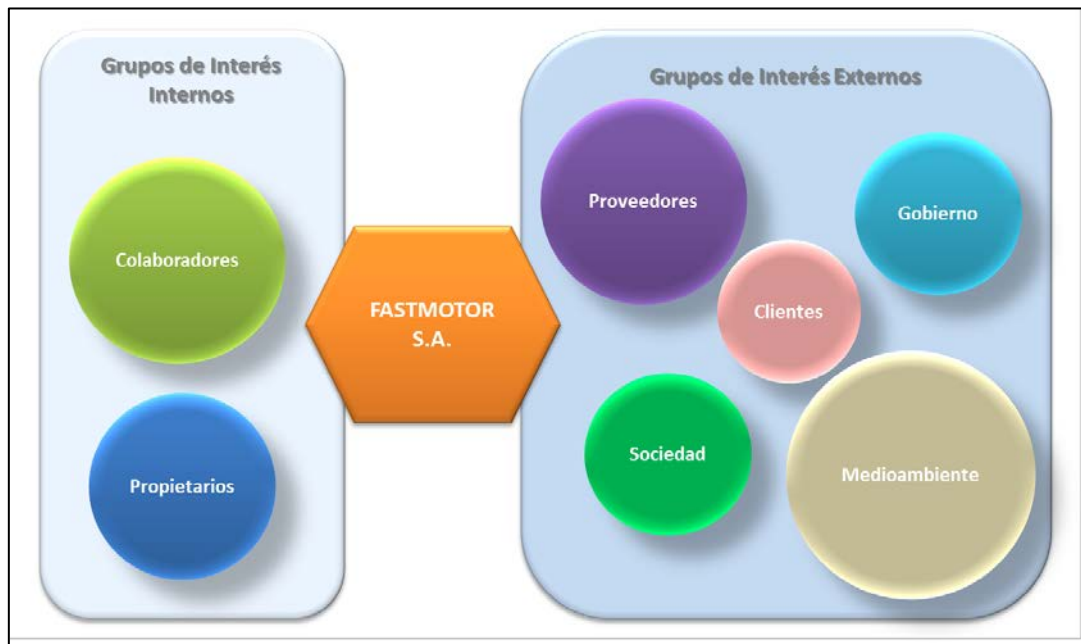 Grupos de Interés
Internos
Colaboradores
Propietarios
FASTMOTOR
S.A.
Grupos de Interés Externos
Proveedores
Gobierno
Clientes
Sociedad
Medioambiente